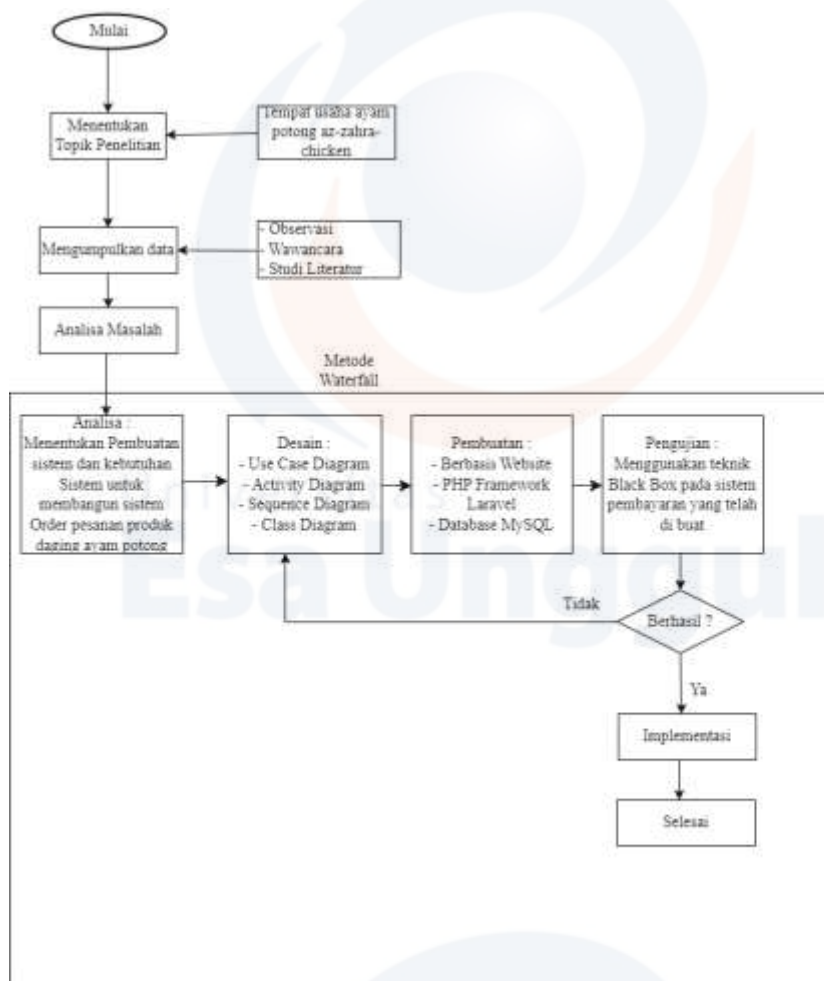 Mulai
Menentukan
Topik Penelitian
Tempat usaha ayam
potong az-zahra-
chicken
Mengumpulkan data
- Observasi
- Wawancara
- Studi Literatur
Analisa Masalah
Metode
Waterfall
Analisa :
Menentukan Pembuatan
sistem dan kebutuhan
Sistem untuk
membangun sistem
Order pesanan produk
daging ayam potong
Desain :
- Use Case Diagram
- Activity Diagram
- Sequence Diagram
- Class Diagram
Pembuatan :
- Berbasis Website
- PHP Framework
Laravel
- Database MySQL
Pengujian :
Menggunakan teknik
Black Box pada sistem
pembayaran yang telah
di buat
Tidak
Berhasil ?
Ya
Implementasi
Selesai
Esa Unggul